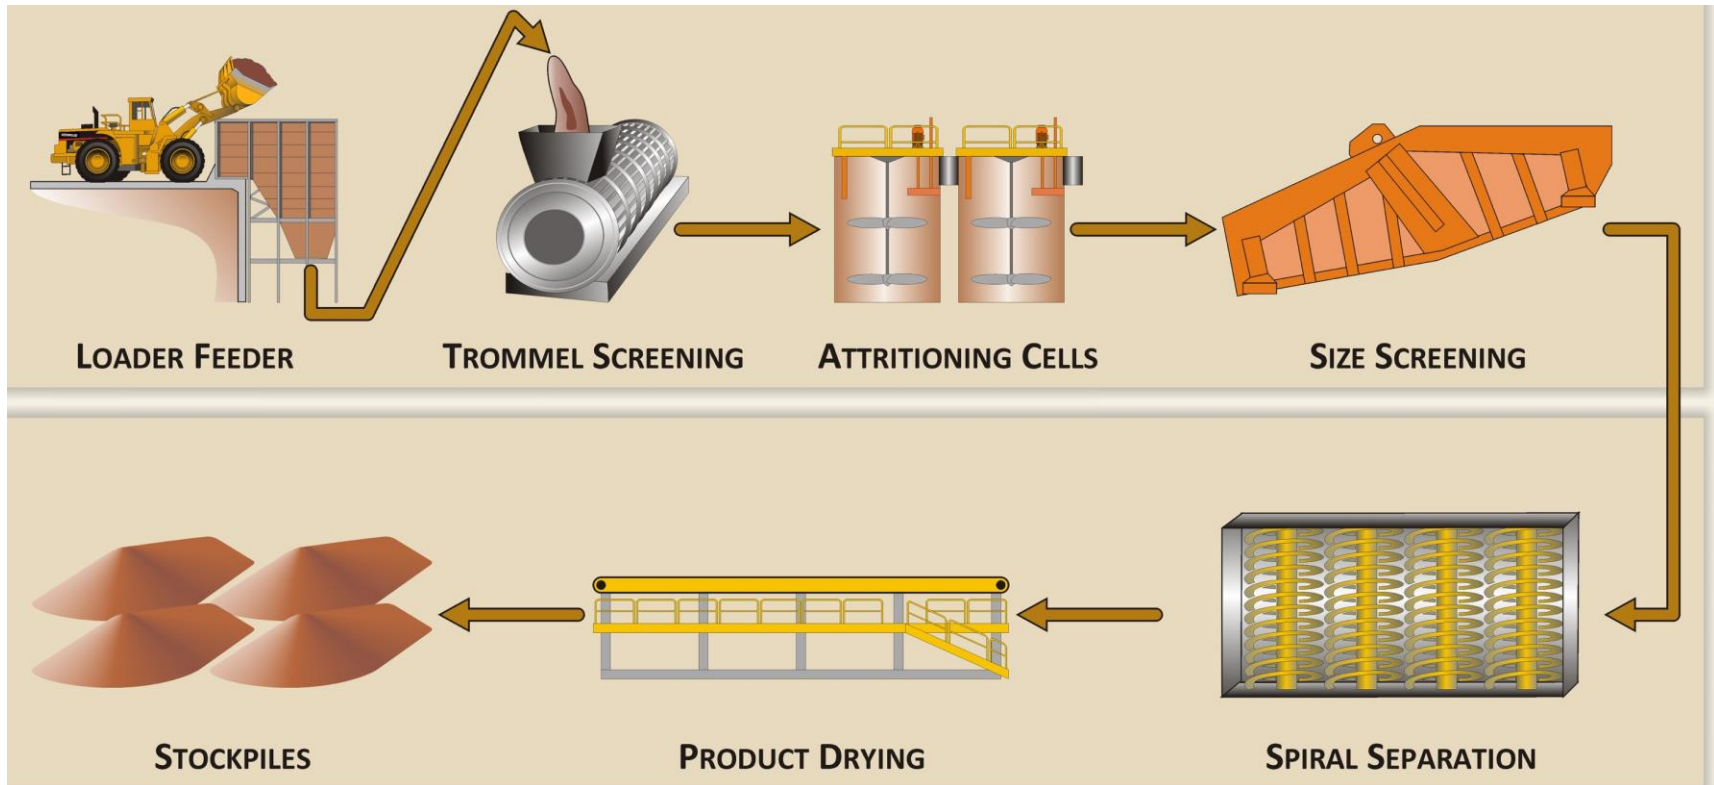 LOADER FEEDER
TROMMEL SCREENING
ATTRITIONING CELLS
SIZE SCREENING
STOCKPILES
PRODUCT DRYING
SPIRAL SEPARATION